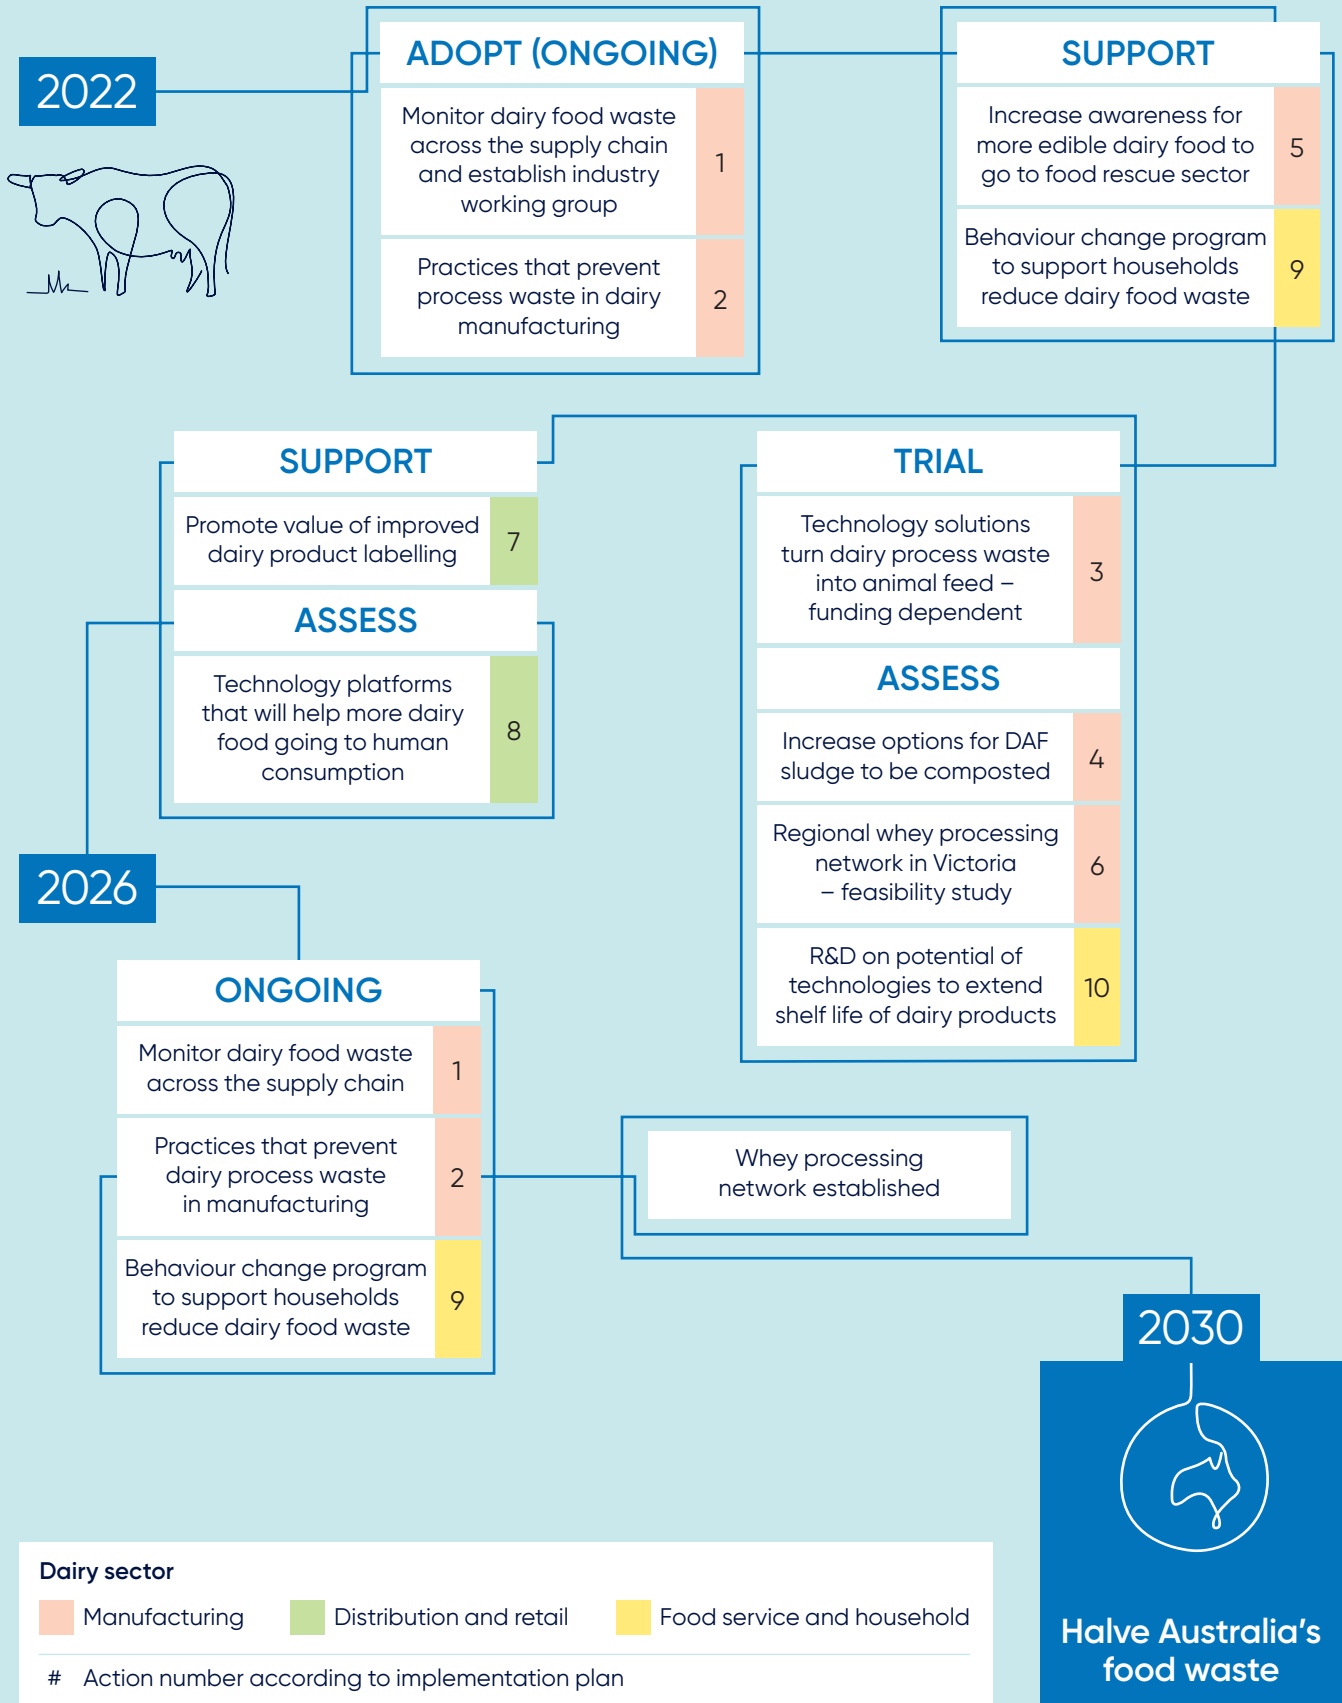 2022
ADOPT (ONGOING)
Monitor dairy food waste
across the supply chain
and establish industry
working group
1
Practices that prevent
process waste in dairy
manufacturing
2
SUPPORT
Increase awareness for
more edible dairy food to
go to food rescue sector
5
Behaviour change program
to support households
reduce dairy food waste
9
TRIAL
Technology solutions
turn dairy process waste
into animal feed –
funding dependent
3
ASSESS
Increase options for DAF
sludge to be composted
4
Regional whey processing
network in Victoria
– feasibility study
6
R&D on potential of
technologies to extend
shelf life of dairy products
10
SUPPORT
Promote value of improved
dairy product labelling
7
ASSESS
Technology platforms
that will help more dairy
food going to human
consumption
8
2026
ONGOING
Monitor dairy food waste
across the supply chain
1
Practices that prevent
dairy process waste
in manufacturing
2
Behaviour change program
to support households
reduce dairy food waste
9
Whey processing
network established
2030
Halve Australia's
food waste
Dairy sector
Manufacturing
Distribution and retail
Food service and household
# Action number according to implementation plan